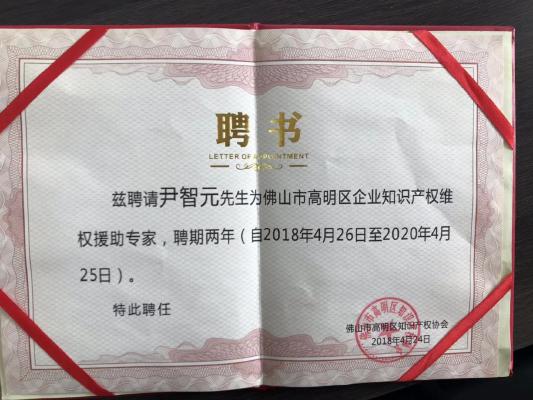 聘书
LETTER OF APPOINTMENT
兹聘请尹智元先生为佛山市高明区企业知识产权维
权援助专家，聘期两年（自2018年4月26日至2020年4月
25日）。
特此聘任
佛山市高明区知识产权协会
2018年4月24日